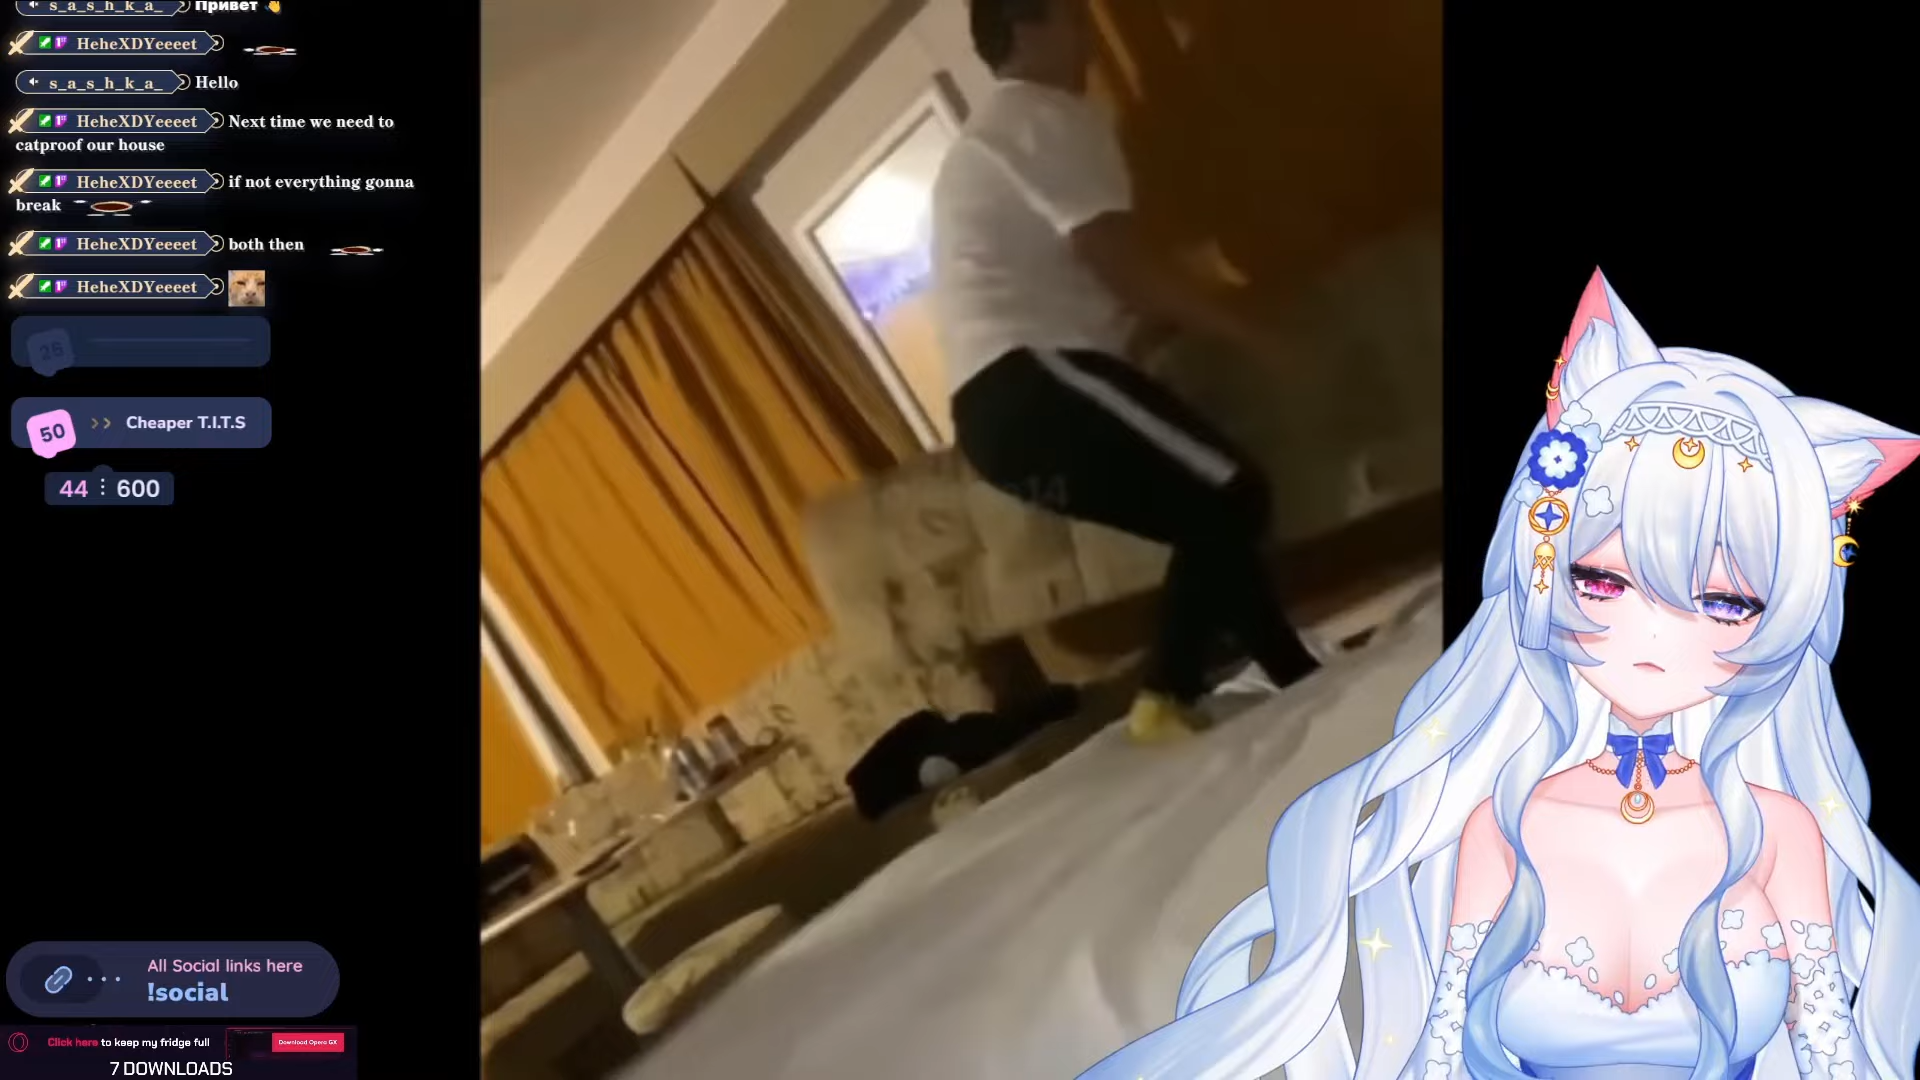 s_a_s_h_k_a_ Привет 👋
HeheXDYeeeet
s_a_s_h_k_a_ Hello
HeheXDYeeeet Next time we need to
catproof our house
HeheXDYeeeet if not everything gonna
break
HeheXDYeeeet both then
HeheXDYeeeet
26
50 >> Cheaper T.I.T.S
44 : 600
All Social links here
!social
Click here to keep my fridge full
Download Opera GX
7 DOWNLOADS